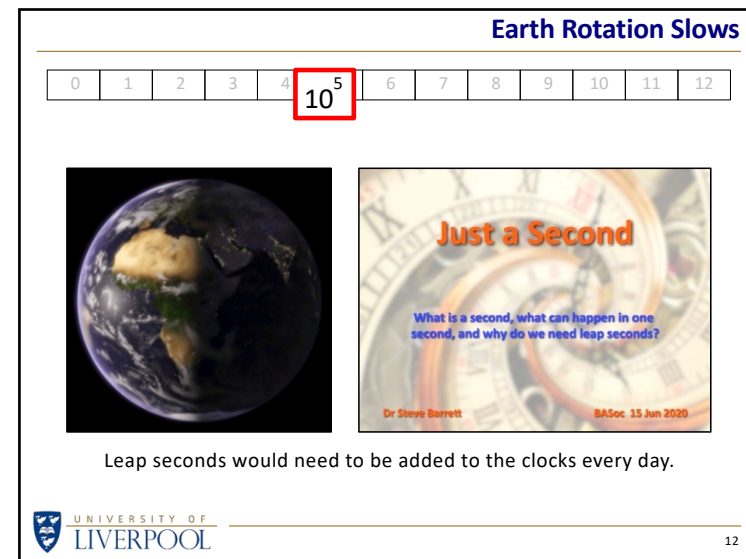 Earth Rotation Slows
0 1 2 3 4 10⁵ 6 7 8 9 10 11 12
Just a Second
What is a second, what can happen in one
second, and why do we need leap seconds?
Dr Steve Barrett BASoc 15 Jun 2020
Leap seconds would need to be added to the clocks every day.
UNIVERSITY OF
LIVERPOOL
12